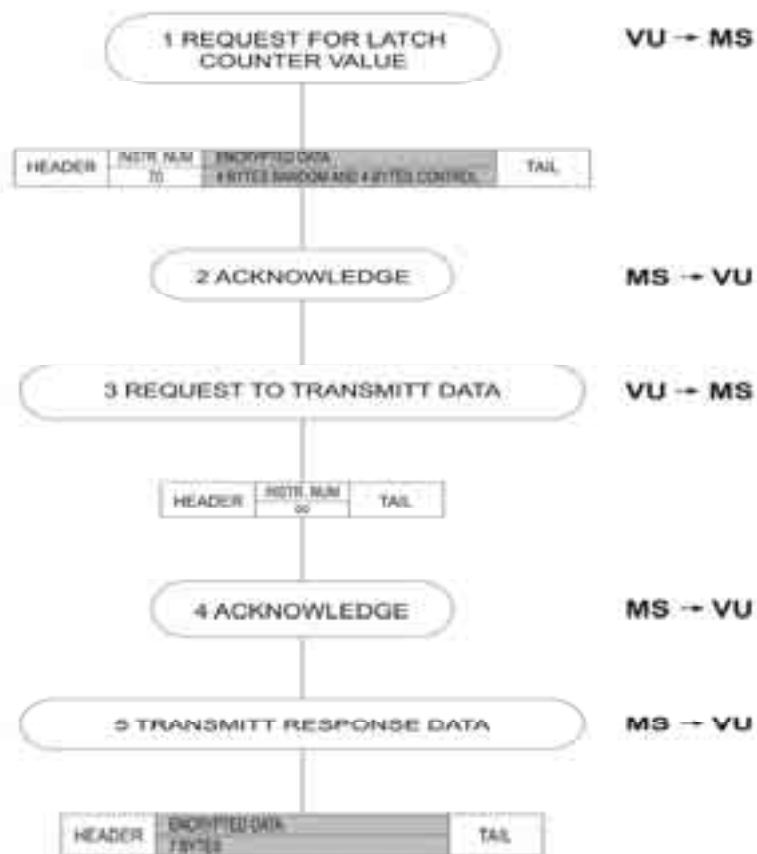 1 REQUEST FOR LATCH
COUNTER VALUE
VU → MS
HEADER
INSTR. NUM
70
ENCRYPTED DATA
4 BYTES RANDOM AND 4 BYTES CONTROL
TAIL
2 ACKNOWLEDGE
MS → VU
3 REQUEST TO TRANSMITT DATA
VU → MS
HEADER
INSTR. NUM
TAIL
4 ACKNOWLEDGE
MS → VU
5 TRANSMITT RESPONSE DATA
MS → VU
HEADER
ENCRYPTED DATA
7 BYTES
TAIL